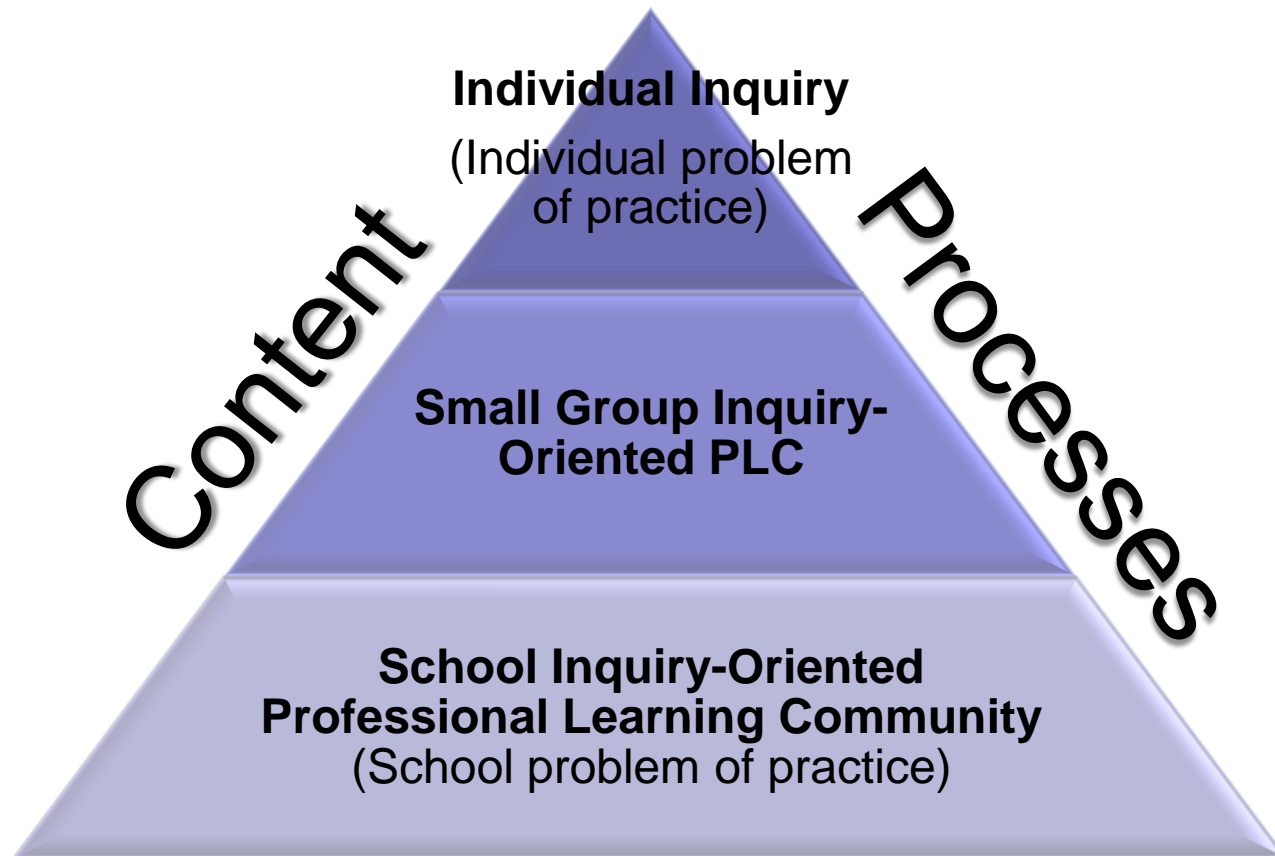 Individual Inquiry
(Individual problem
of practice)
Content
Processes
Small Group Inquiry-
Oriented PLC
School Inquiry-Oriented
Professional Learning Community
(School problem of practice)